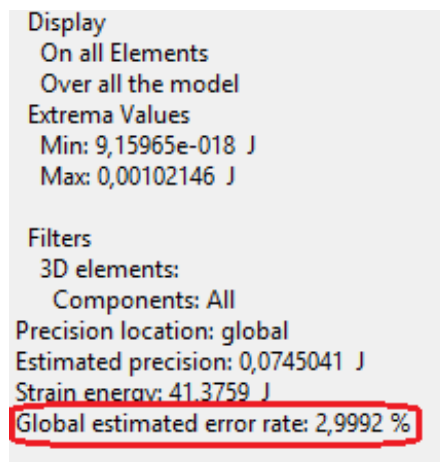 Display
On all Elements
Over all the model
Extrema Values
Min: 9,15965e-018 J
Max: 0,00102146 J
Filters
3D elements:
Components: All
Precision location: global
Estimated precision: 0,0745041 J
Strain energy: 41,3759 J
Global estimated error rate: 2,9992 %